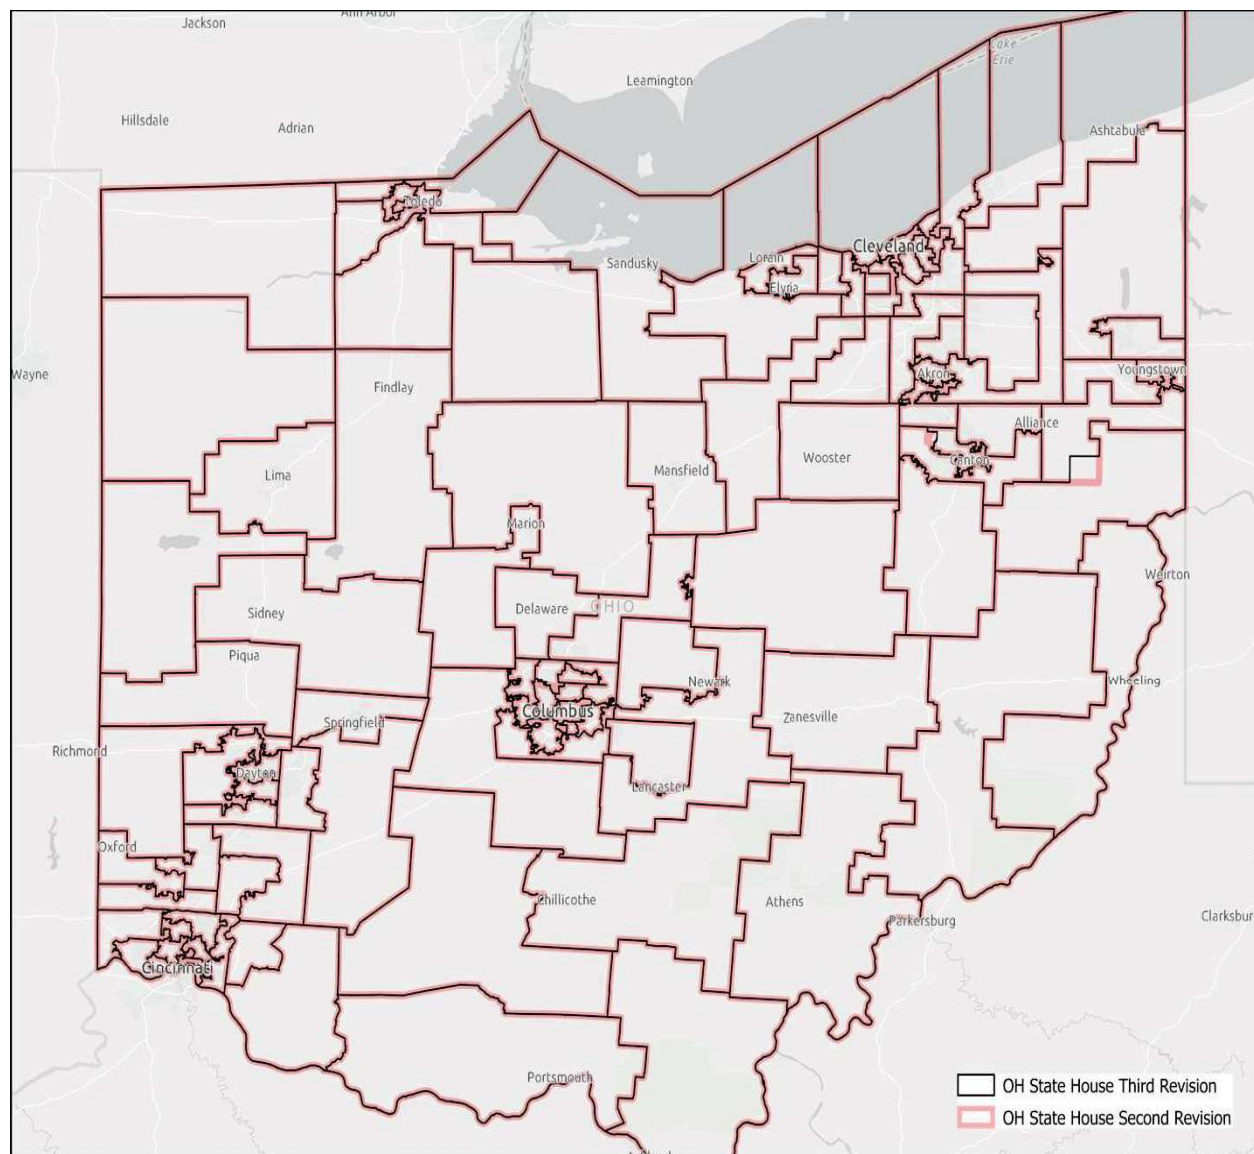 Ann Arbor
Jackson
Lake
Erie
Leamington
Hillsdale
Adrian
Ashtabula
Toledo
Cleveland
Sandusky
Lorain
Elyria
Wayne
Findlay
Akron
Youngstown
Alliance
Lima
Mansfield
Wooster
Canton
Marion
Weirton
Sidney
Delaware
OHIO
Piqua
Newark
Wheeling
Springfield
Columbus
Zanesville
Richmond
Dayton
Lancaster
Oxford
Chillicothe
Athens
Parkersburg
Clarksbur
Cincinnati
Portsmouth
OH State House Third Revision
OH State House Second Revision